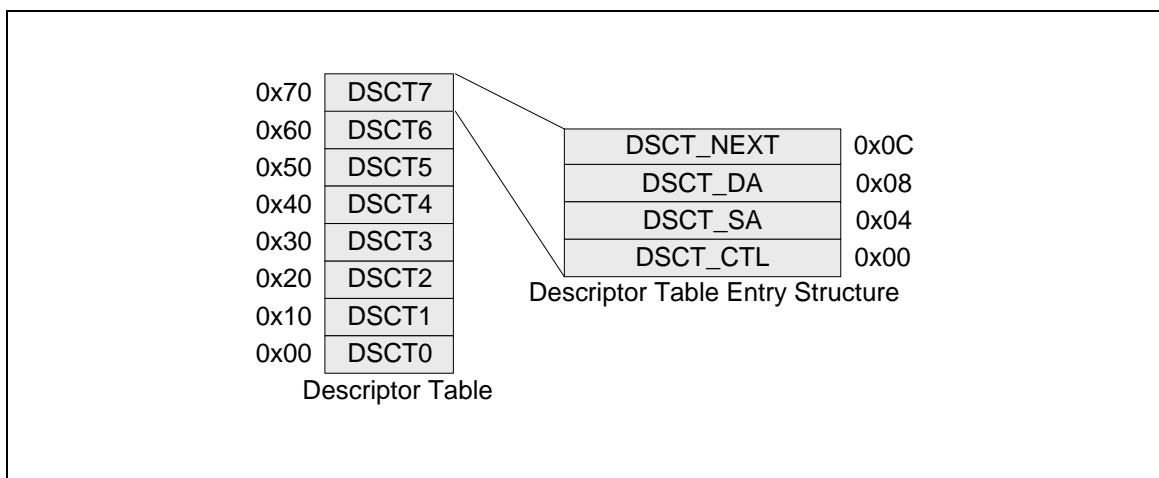 0x70 DSCT7
0x60 DSCT6
0x50 DSCT5
0x40 DSCT4
0x30 DSCT3
0x20 DSCT2
0x10 DSCT1
0x00 DSCT0
Descriptor Table
DSCT_NEXT 0x0C
DSCT_DA 0x08
DSCT_SA 0x04
DSCT_CTL 0x00
Descriptor Table Entry Structure